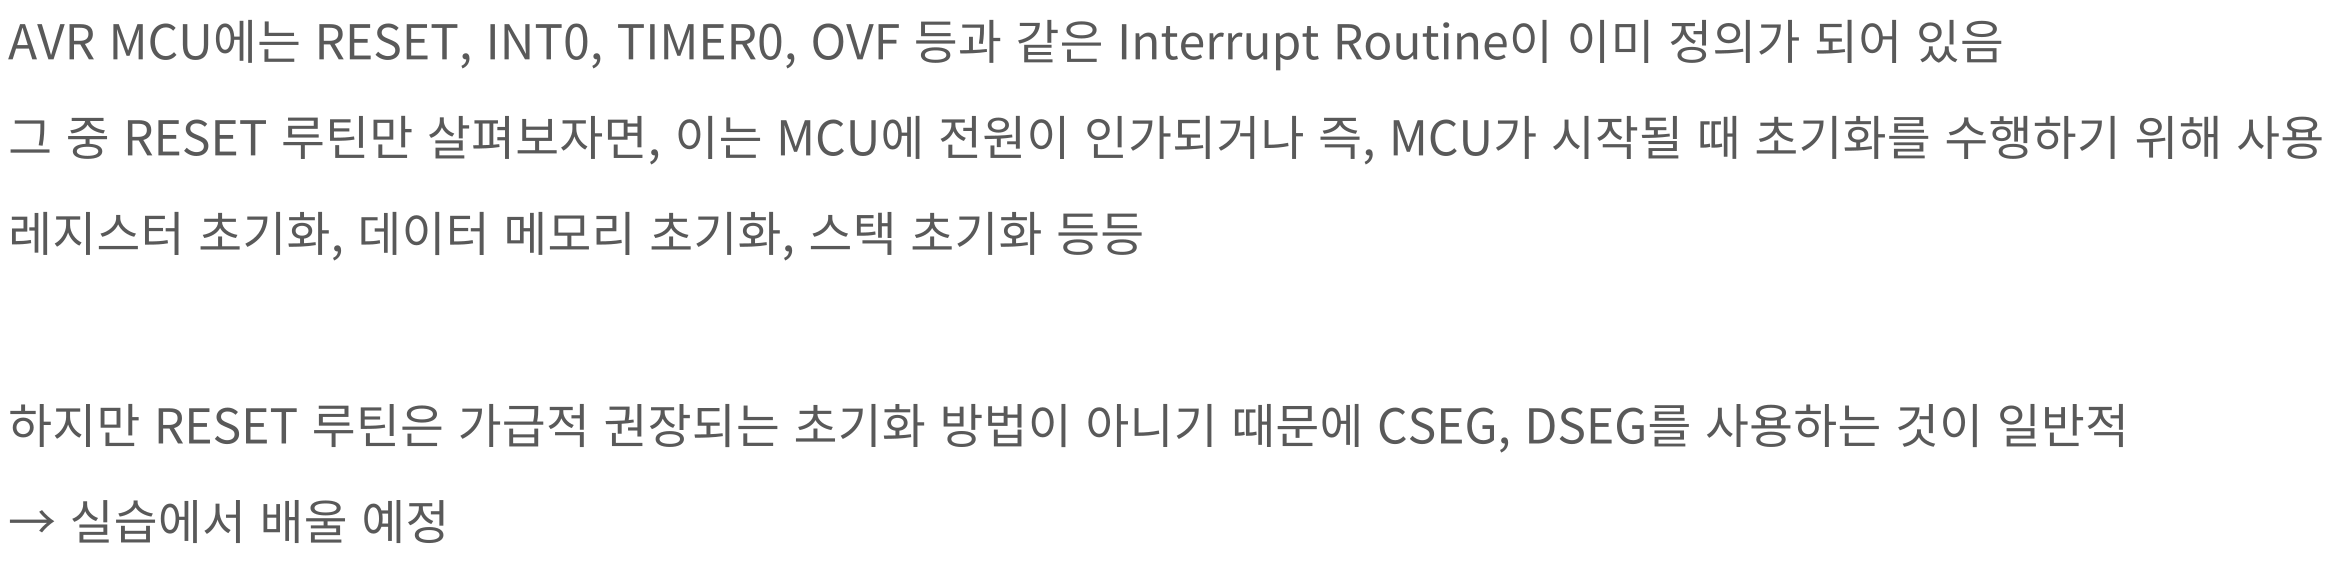 AVR MCU에는 RESET, INT0, TIMER0, OVF 등과 같은 Interrupt Routine이 이미 정의가 되어 있음
그 중 RESET 루틴만 살펴보자면, 이는 MCU에 전원이 인가되거나 즉, MCU가 시작될 때 초기화를 수행하기 위해 사용
레지스터 초기화, 데이터 메모리 초기화, 스택 초기화 등등
하지만 RESET 루틴은 가급적 권장되는 초기화 방법이 아니기 때문에 CSEG, DSEG를 사용하는 것이 일반적
→ 실습에서 배울 예정